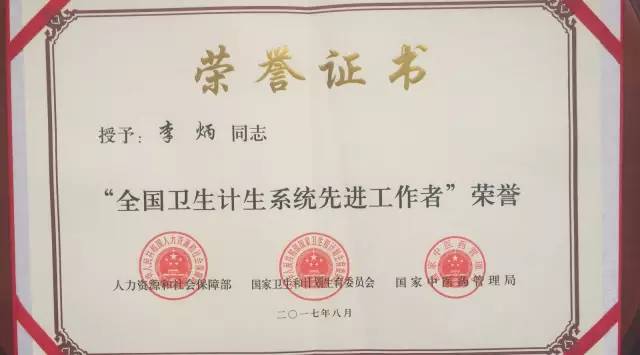 荣誉证书
授予：李炳同志
“全国卫生计生系统先进工作者”荣誉
人力资源和社会保障部 国家卫生和计划生育委员会 国家中医药管理局
二〇一七年八月